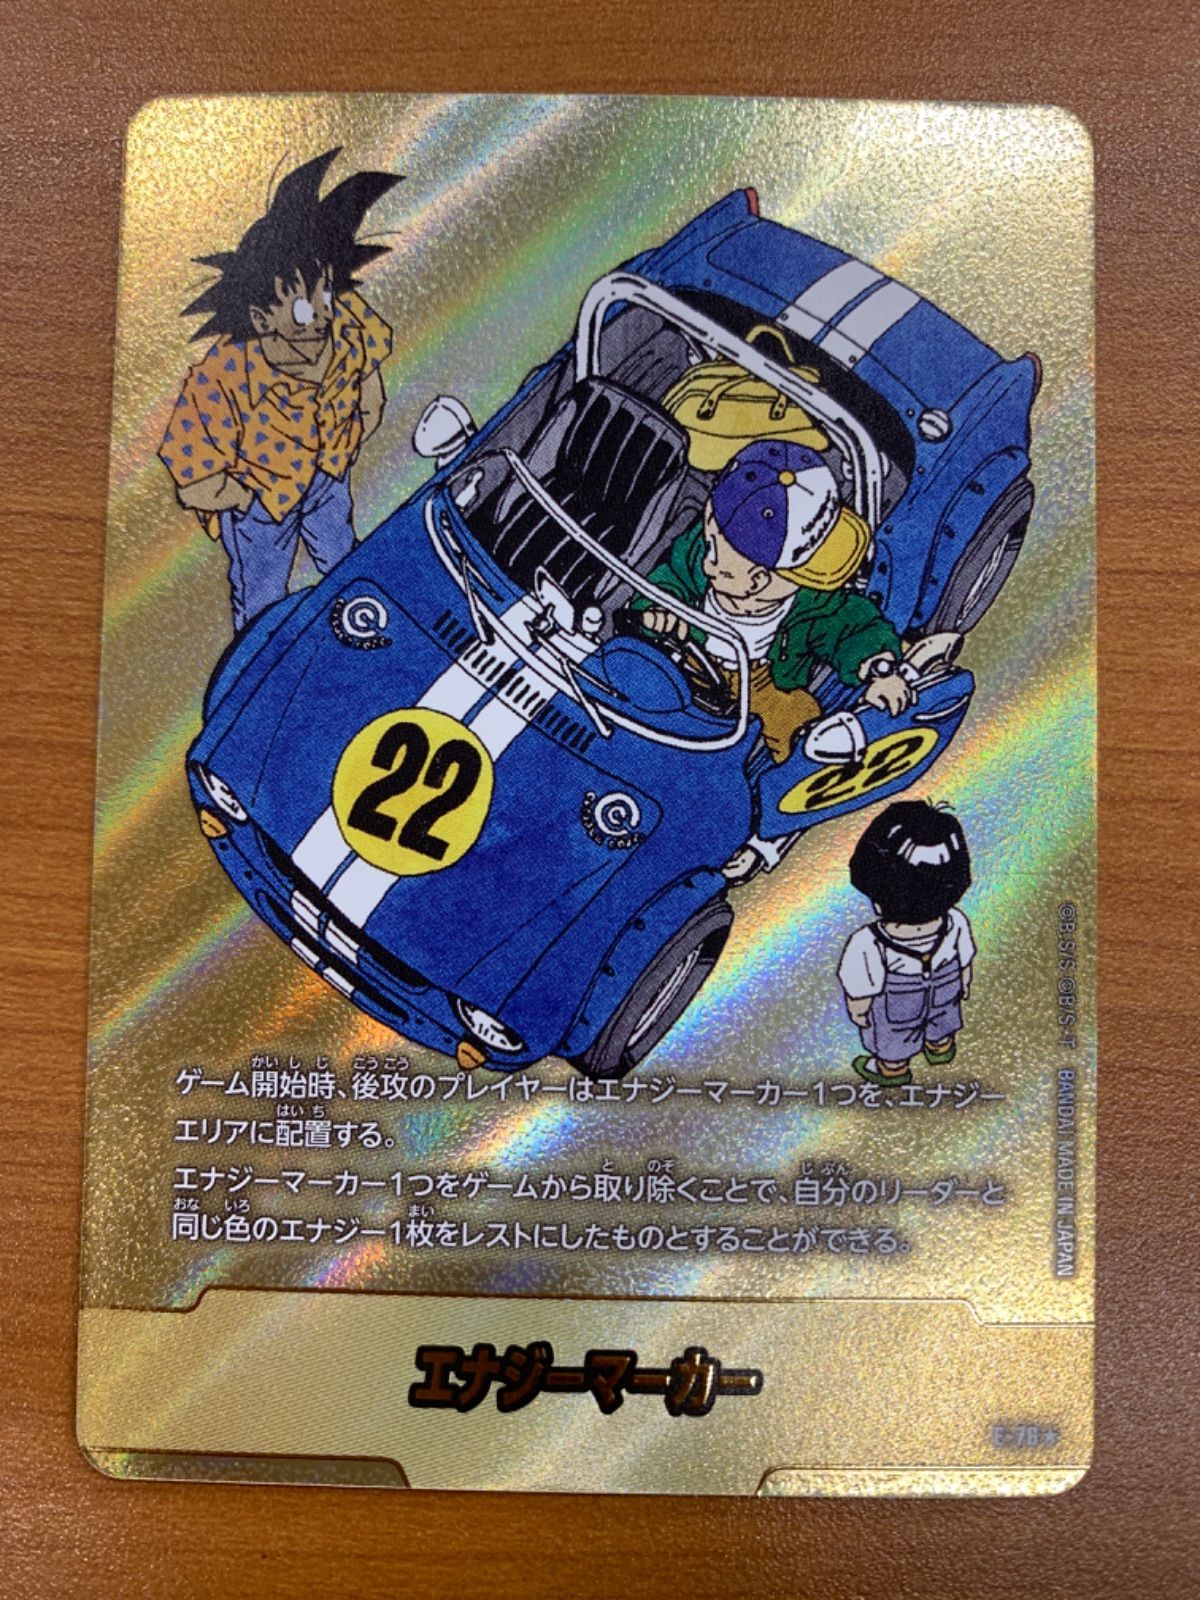 22
22
ゲーム開始時、後攻のプレイヤーはエナジーマーカー1つを、エナジー
エリアに配置する。
エナジーマーカー1つをゲームから取り除くことで、自分のリーダーと
同じ色のエナジー1枚をレストにしたものとすることができる。
©B.S/S ©B/S・T BANDAI MADE IN JAPAN
エナジーマーカー
E-76★